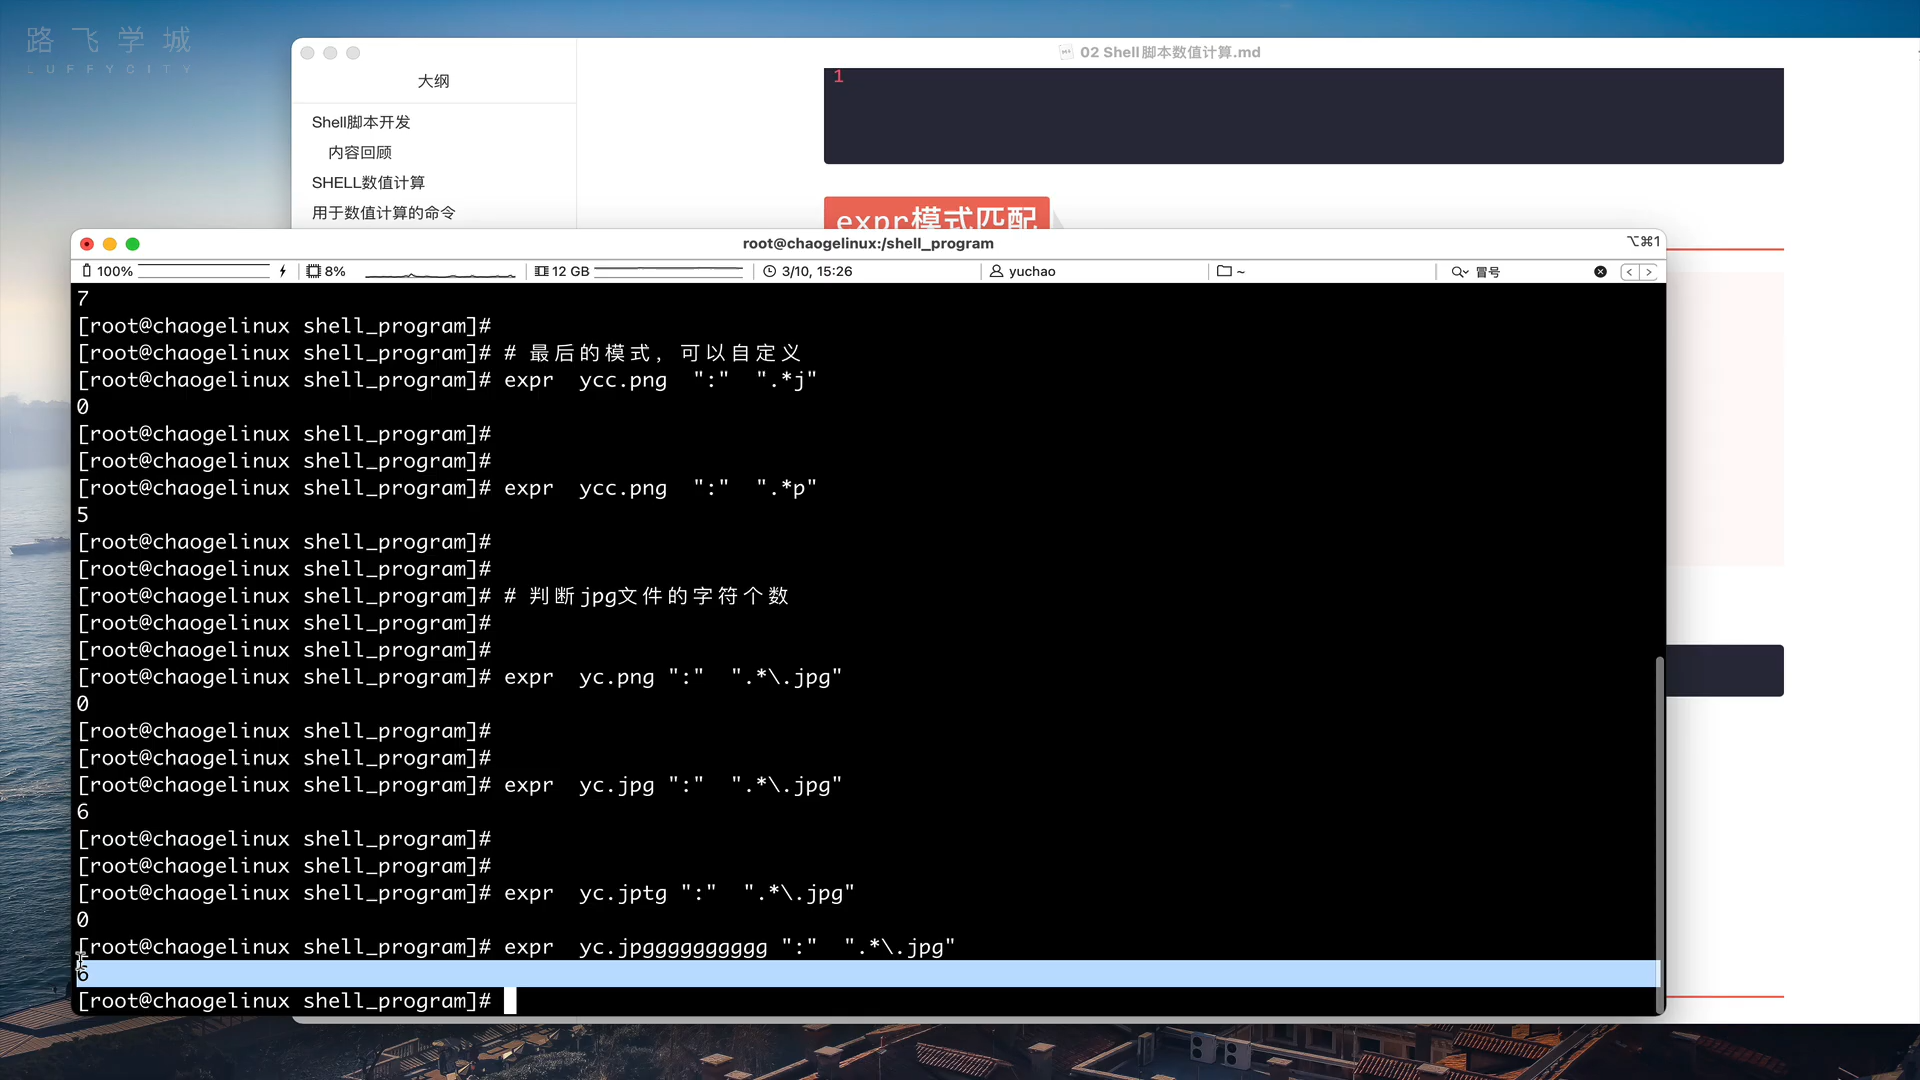 路飞学城
LUFFYCITY
02 Shell脚本数值计算.md
大纲
1
Shell脚本开发
内容回顾
SHELL数值计算
用于数值计算的命令
expr模式匹配
root@chaogelinux:/shell_program
⌥⌘1
100%
8%
12 GB
3/10, 15:26
yuchao
~
冒号
7
[root@chaogelinux shell_program]#
[root@chaogelinux shell_program]# # 最后的模式，可以自定义
[root@chaogelinux shell_program]# expr  ycc.png  ":"  ".*j"
0
[root@chaogelinux shell_program]#
[root@chaogelinux shell_program]#
[root@chaogelinux shell_program]# expr  ycc.png  ":"  ".*p"
5
[root@chaogelinux shell_program]#
[root@chaogelinux shell_program]#
[root@chaogelinux shell_program]# # 判断jpg文件的字符个数
[root@chaogelinux shell_program]#
[root@chaogelinux shell_program]#
[root@chaogelinux shell_program]# expr  yc.png ":"  ".*\.jpg"
0
[root@chaogelinux shell_program]#
[root@chaogelinux shell_program]#
[root@chaogelinux shell_program]# expr  yc.jpg ":"  ".*\.jpg"
6
[root@chaogelinux shell_program]#
[root@chaogelinux shell_program]#
[root@chaogelinux shell_program]# expr  yc.jptg ":"  ".*\.jpg"
0
[root@chaogelinux shell_program]# expr  yc.jpgggggggggg ":"  ".*\.jpg"
6
[root@chaogelinux shell_program]#